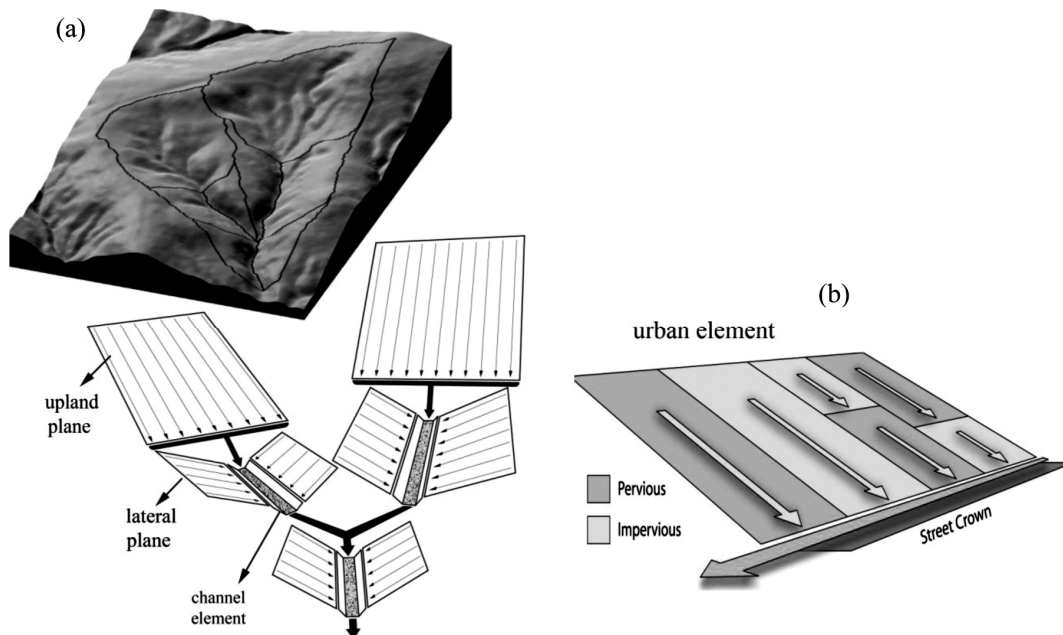 (a)
upland
plane
lateral
plane
channel
element
(b)
urban element
Pervious
Impervious
Street Crown